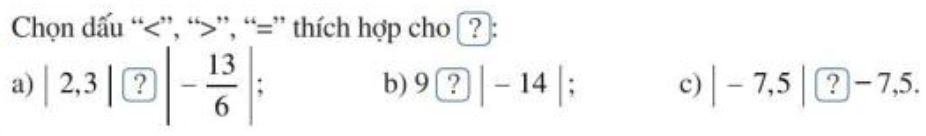 Chọn dấu “<”, “>”, “=” thích hợp cho ?:
a) | 2,3 | ? | − 13/6 |; b) 9 ? | − 14 |; c) | − 7,5 | ? − 7,5.